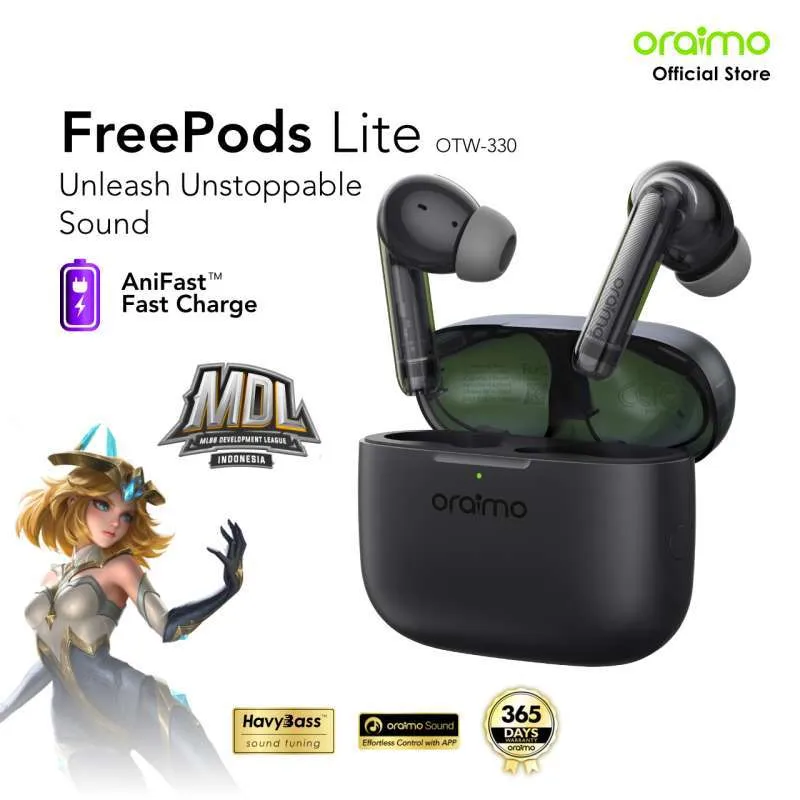 oraimo
Official Store
FreePods Lite OTW-330
Unleash Unstoppable
Sound
AniFast™
Fast Charge
MDL
MLBB DEVELOPMENT LEAGUE
INDONESIA
oraimo
oraimo
HavyBass™
sound tuning
oraimo Sound
Effortless Control with APP
365
DAYS
WARRANTY
oraimo